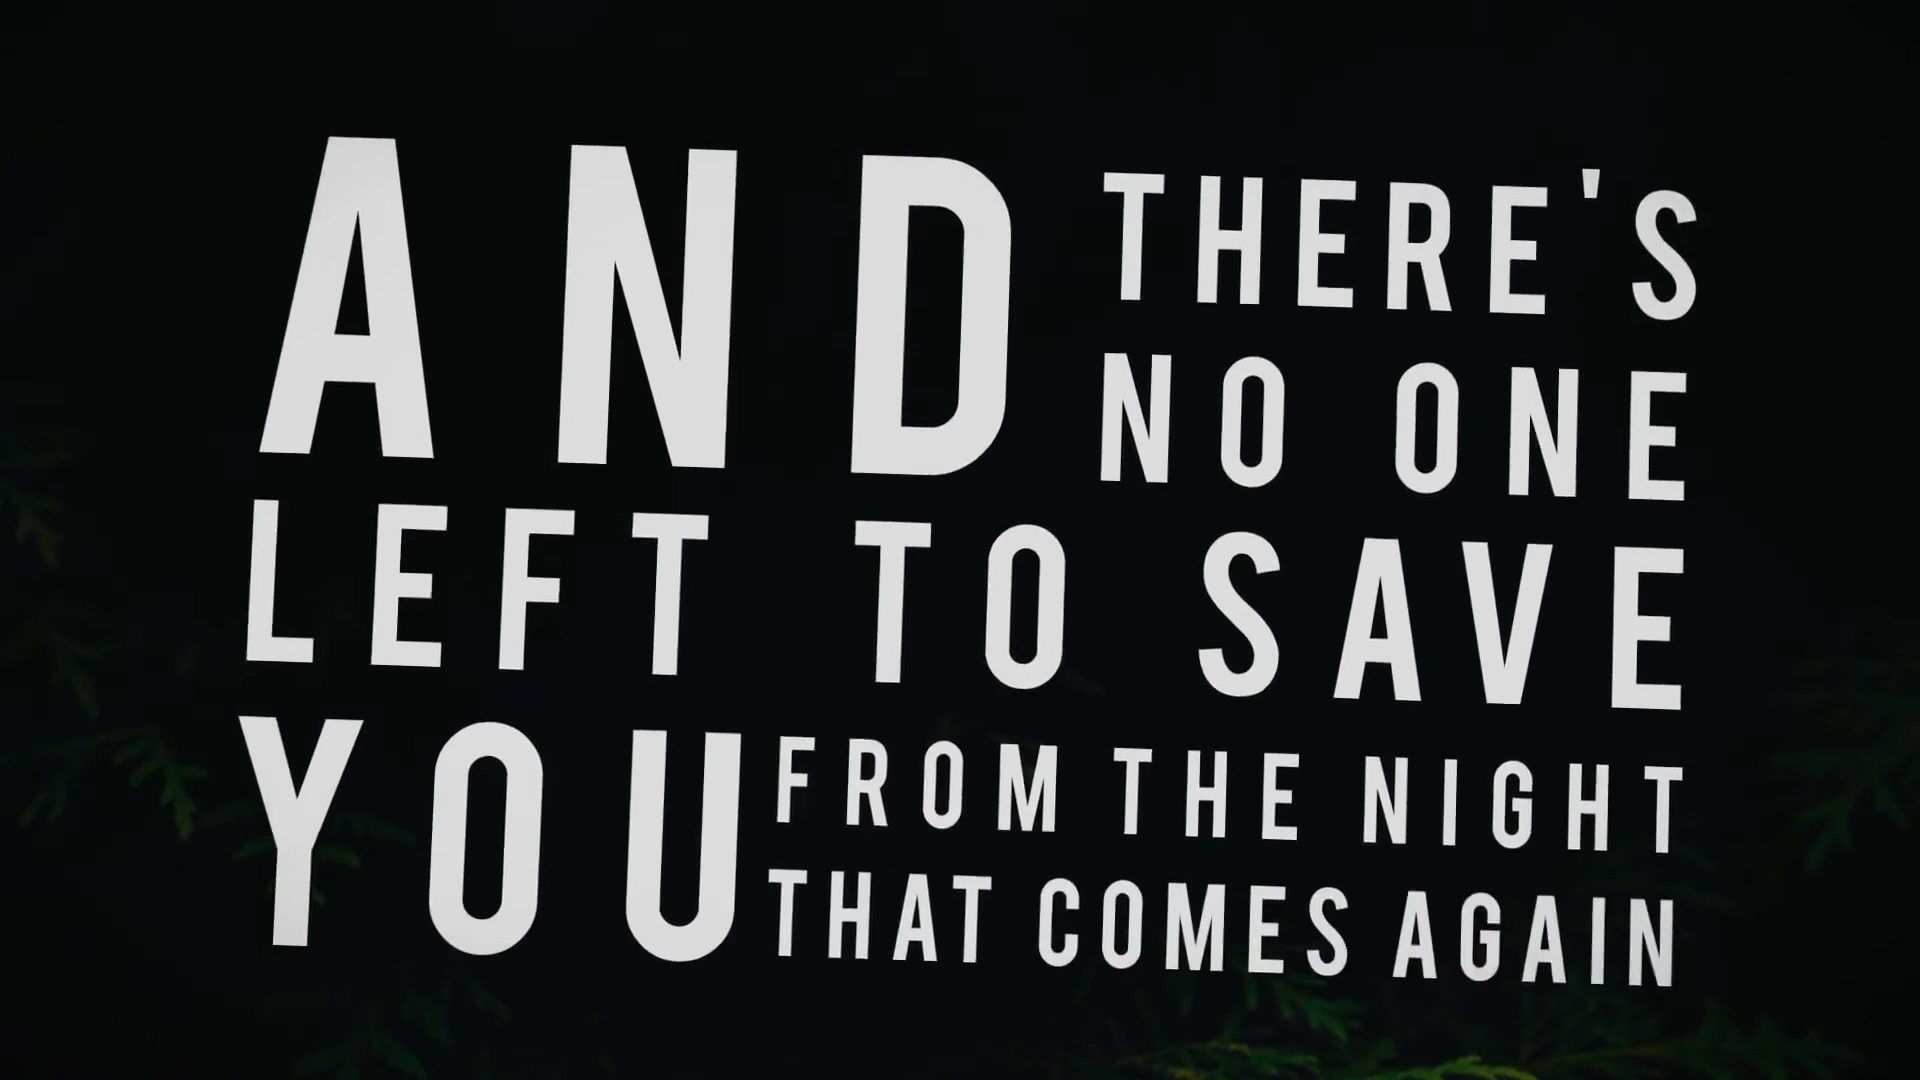 AND THERE'S
NO ONE
LEFT TO SAVE
YOU FROM THE NIGHT
THAT COMES AGAIN